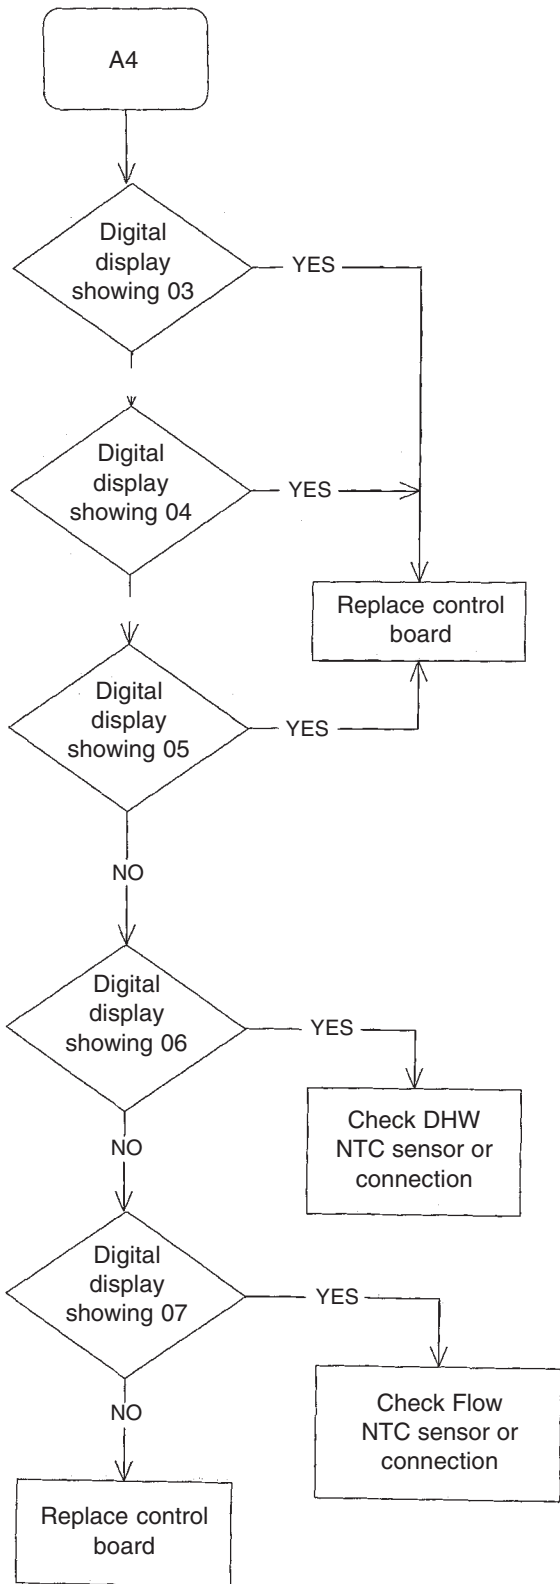 A4
Digital
display
showing 03
YES
Digital
display
showing 04
YES
Replace control
board
Digital
display
showing 05
YES
NO
Digital
display
showing 06
YES
Check DHW
NTC sensor or
connection
NO
Digital
display
showing 07
YES
Check Flow
NTC sensor or
connection
NO
Replace control
board